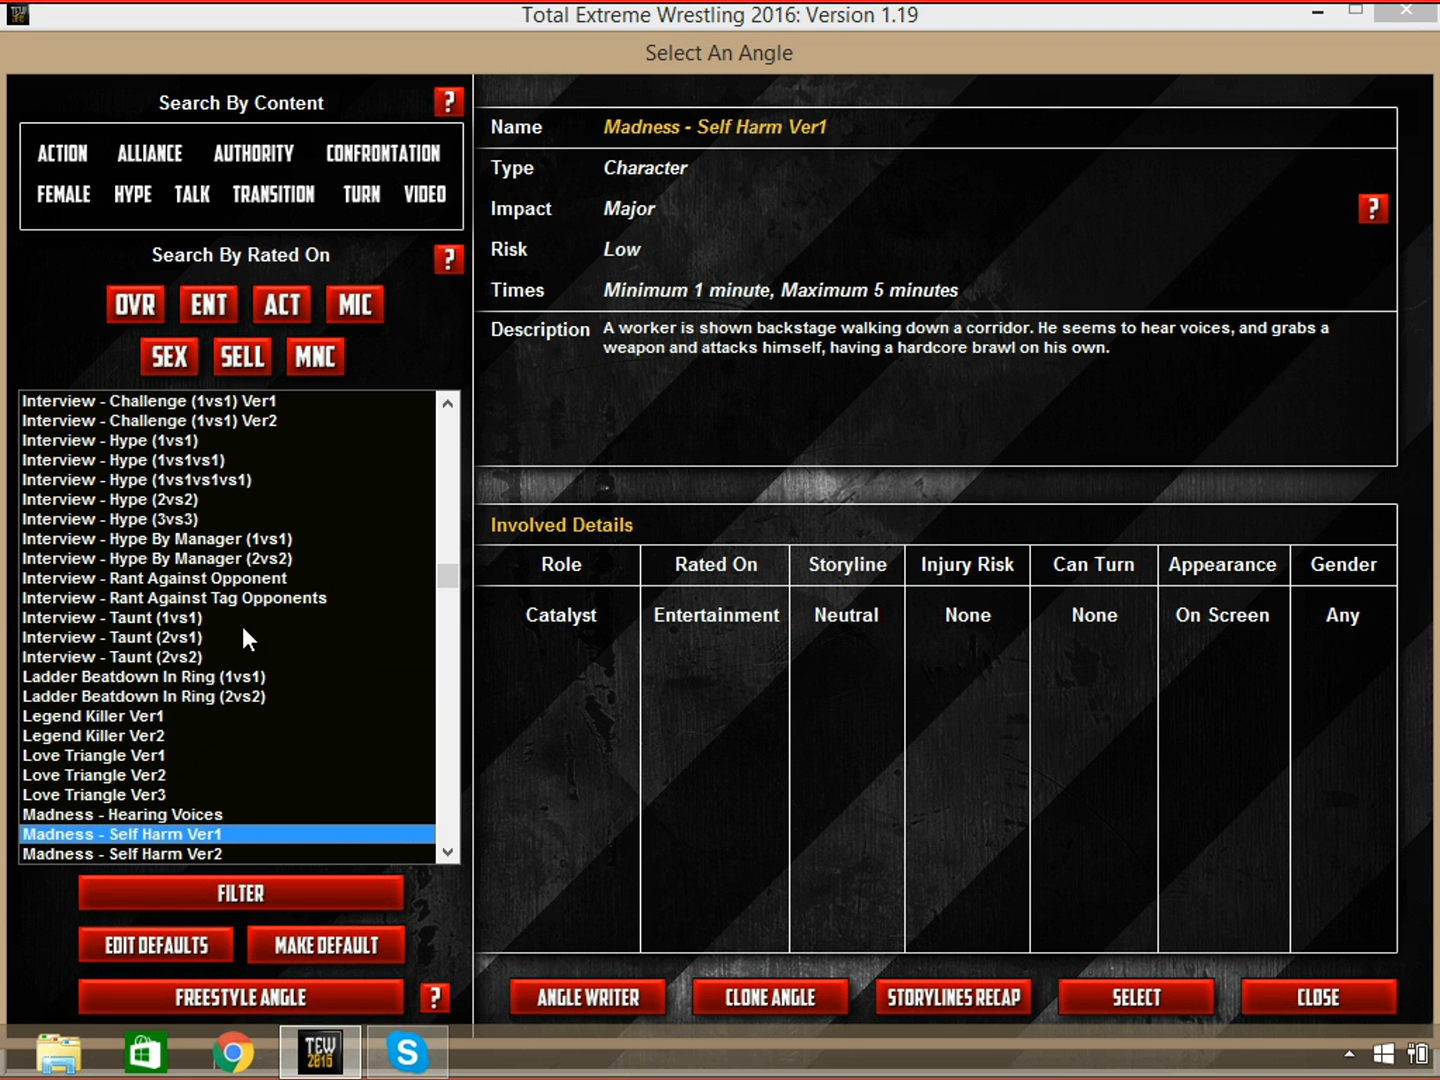 Total Extreme Wrestling 2016: Version 1.19
Select An Angle
Search By Content
?
ACTION ALLIANCE AUTHORITY CONFRONTATION
FEMALE HYPE TALK TRANSITION TURN VIDEO
Search By Rated On
?
OVR ENT ACT MIC
SEX SELL MNC
Interview - Challenge (1vs1) Ver1
Interview - Challenge (1vs1) Ver2
Interview - Hype (1vs1)
Interview - Hype (1vs1vs1)
Interview - Hype (1vs1vs1vs1)
Interview - Hype (2vs2)
Interview - Hype (3vs3)
Interview - Hype By Manager (1vs1)
Interview - Hype By Manager (2vs2)
Interview - Rant Against Opponent
Interview - Rant Against Tag Opponents
Interview - Taunt (1vs1)
Interview - Taunt (2vs1)
Interview - Taunt (2vs2)
Ladder Beatdown In Ring (1vs1)
Ladder Beatdown In Ring (2vs2)
Legend Killer Ver1
Legend Killer Ver2
Love Triangle Ver1
Love Triangle Ver2
Love Triangle Ver3
Madness - Hearing Voices
Madness - Self Harm Ver1
Madness - Self Harm Ver2
FILTER
EDIT DEFAULTS MAKE DEFAULT
FREESTYLE ANGLE ?
Name Madness - Self Harm Ver1
Type Character
Impact Major ?
Risk Low
Times Minimum 1 minute, Maximum 5 minutes
Description A worker is shown backstage walking down a corridor. He seems to hear voices, and grabs a
weapon and attacks himself, having a hardcore brawl on his own.
Involved Details
Role Rated On Storyline Injury Risk Can Turn Appearance Gender
Catalyst Entertainment Neutral None None On Screen Any
ANGLE WRITER CLONE ANGLE STORYLINES RECAP SELECT CLOSE
TEW
2016
S